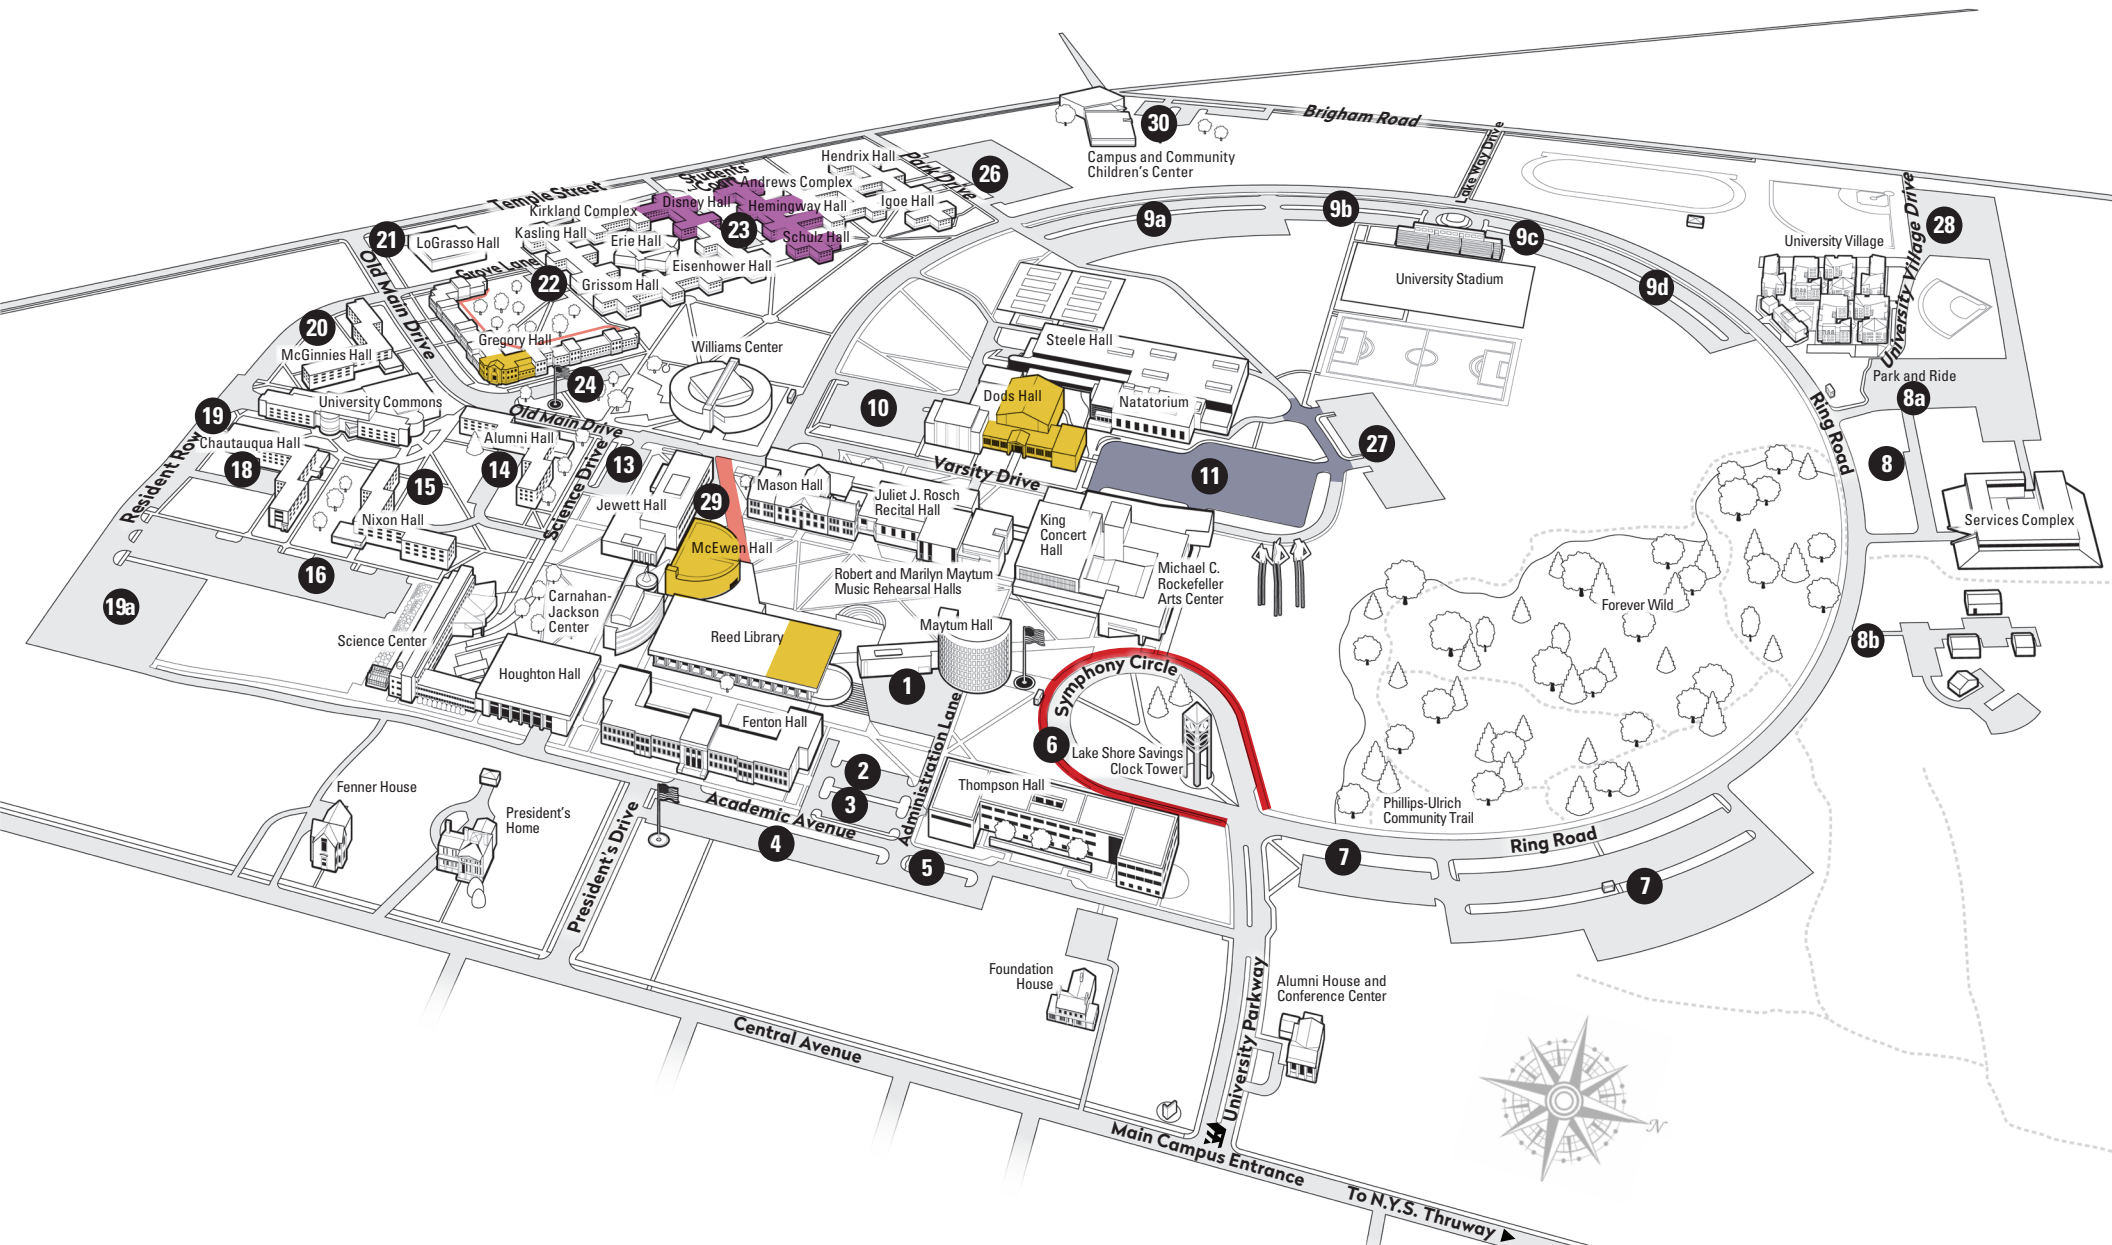 Brigham Road
Lake Way Drive
30
Campus and Community
Children's Center
Hendrix Hall
Park Drive
26
Students
Court
Andrews Complex
Temple Street
Disney Hall
Hemingway Hall
Igoe Hall
Kirkland Complex
9a
9b
9c
9d
28
University Village Drive
University Village
21
LoGrasso Hall
Kasling Hall
Erie Hall
23
Schulz Hall
Old Main Drive
Grove Lane
22
Eisenhower Hall
Grissom Hall
University Stadium
20
McGinnies Hall
Gregory Hall
Williams Center
Steele Hall
24
Park and Ride
8a
19
University Commons
Old Main Drive
10
Dods Hall
Natatorium
Ring Road
Resident Row
Chautauqua Hall
18
Alumni Hall
14
Science Drive
13
27
15
29
Mason Hall
Varsity Drive
11
8
Jewett Hall
Juliet J. Rosch
Recital Hall
Nixon Hall
King
Concert
Hall
Services Complex
McEwen Hall
16
Robert and Marilyn Maytum
Music Rehearsal Halls
Michael C.
Rockefeller
Arts Center
19a
Carnahan-
Jackson
Center
Forever Wild
Science Center
Reed Library
Maytum Hall
8b
Houghton Hall
1
Symphony Circle
Fenton Hall
Administration Lane
6
Lake Shore Savings
Clock Tower
2
3
Thompson Hall
Fenner House
President's
Home
President's Drive
Academic Avenue
4
5
Phillips-Ulrich
Community Trail
7
Ring Road
7
Foundation
House
University Parkway
Alumni House and
Conference Center
Central Avenue
N
Main Campus Entrance
To N.Y.S. Thruway